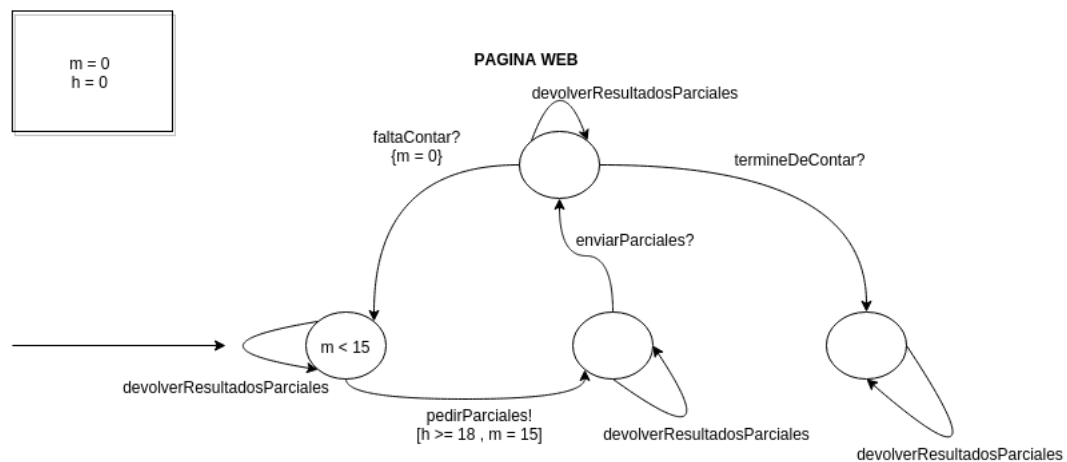 m = 0
h = 0
PAGINA WEB
devolverResultadosParciales
faltaContar?
{m = 0}
termineDeContar?
enviarParciales?
m < 15
devolverResultadosParciales
pedirParciales!
[h >= 18 , m = 15]
devolverResultadosParciales
devolverResultadosParciales